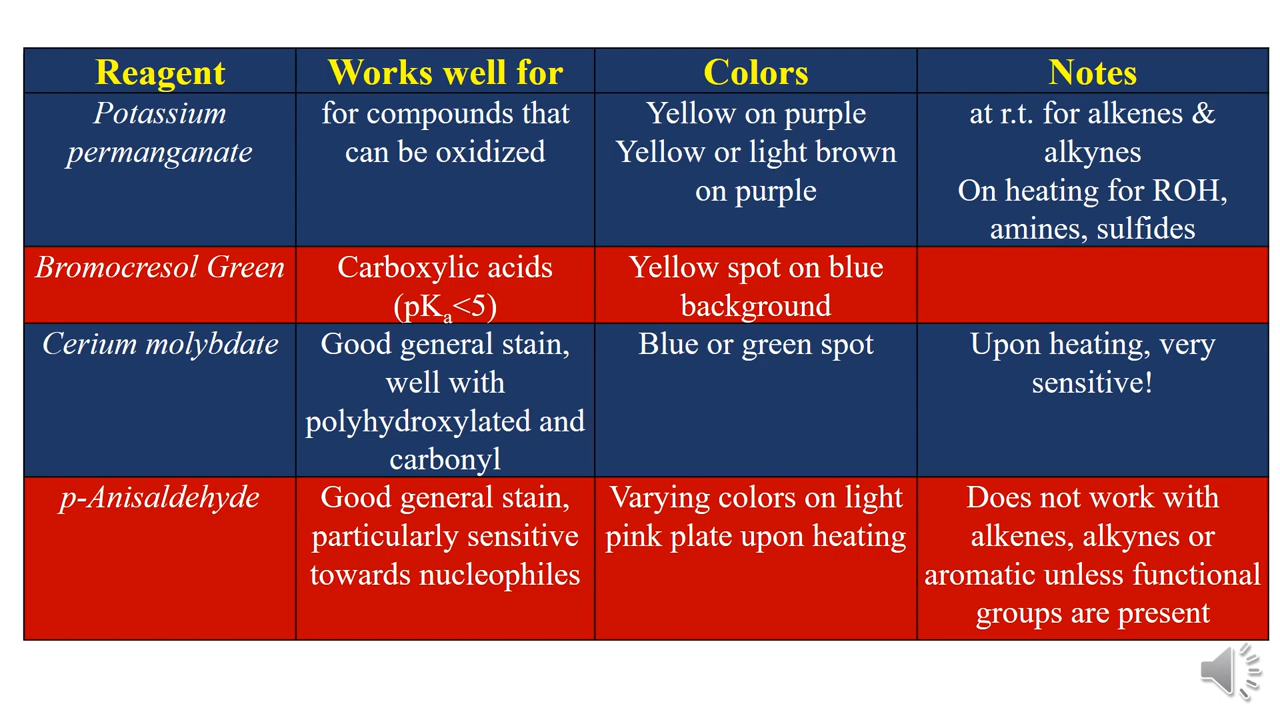 Reagent
Works well for
Colors
Notes
Potassium
permanganate
for compounds that
can be oxidized
Yellow on purple
Yellow or light brown
on purple
at r.t. for alkenes &
alkynes
On heating for ROH,
amines, sulfides
Bromocresol Green
Carboxylic acids
(pKa<5)
Yellow spot on blue
background
Cerium molybdate
Good general stain,
well with
polyhydroxylated and
carbonyl
Blue or green spot
Upon heating, very
sensitive!
p-Anisaldehyde
Good general stain,
particularly sensitive
towards nucleophiles
Varying colors on light
pink plate upon heating
Does not work with
alkenes, alkynes or
aromatic unless functional
groups are present